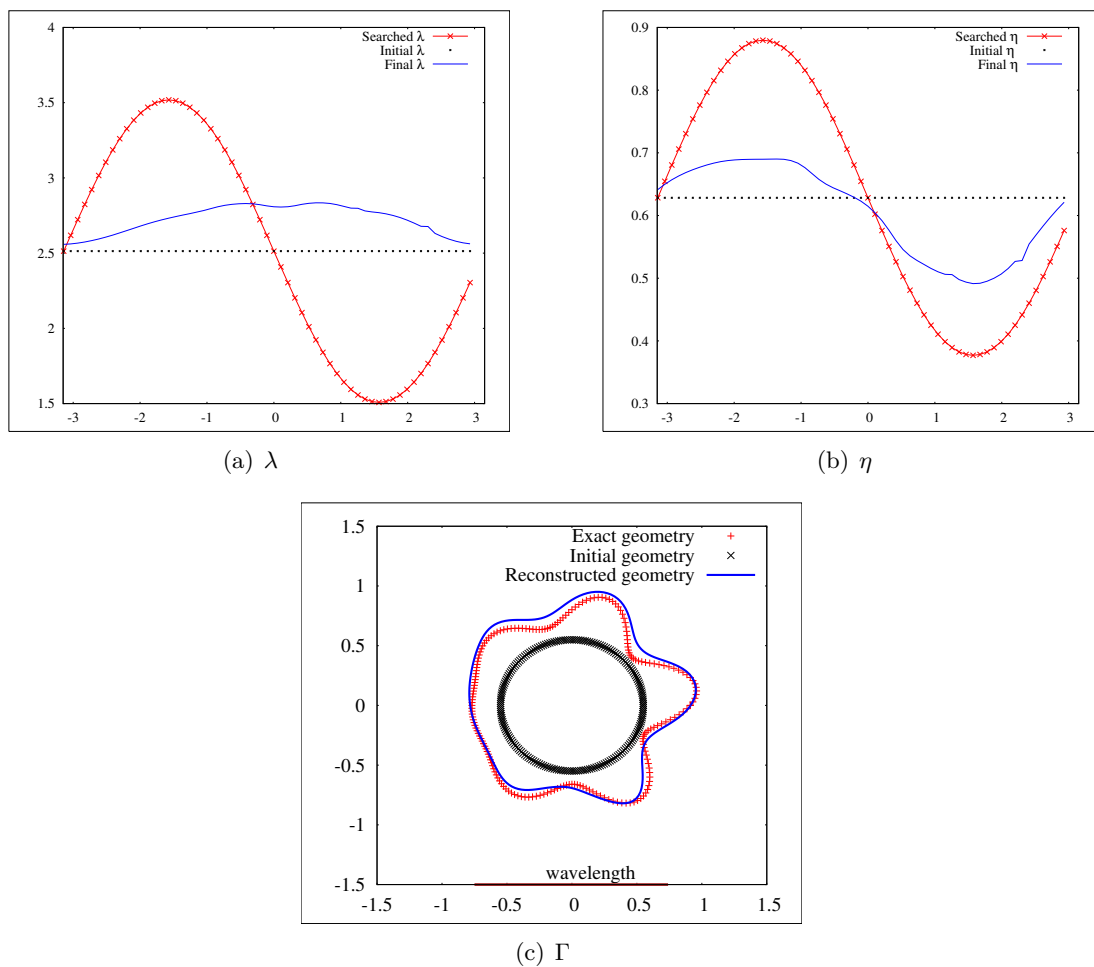 4
3.5
3
2.5
2
1.5
-3 -2 -1 0 1 2 3
Searched λ
Initial λ
Final λ
(a) λ
0.9
0.8
0.7
0.6
0.5
0.4
0.3
-3 -2 -1 0 1 2 3
Searched η
Initial η
Final η
(b) η
1.5
1
0.5
0
-0.5
-1
-1.5
-1.5 -1 -0.5 0 0.5 1 1.5
Exact geometry
Initial geometry
Reconstructed geometry
wavelength
(c) Γ